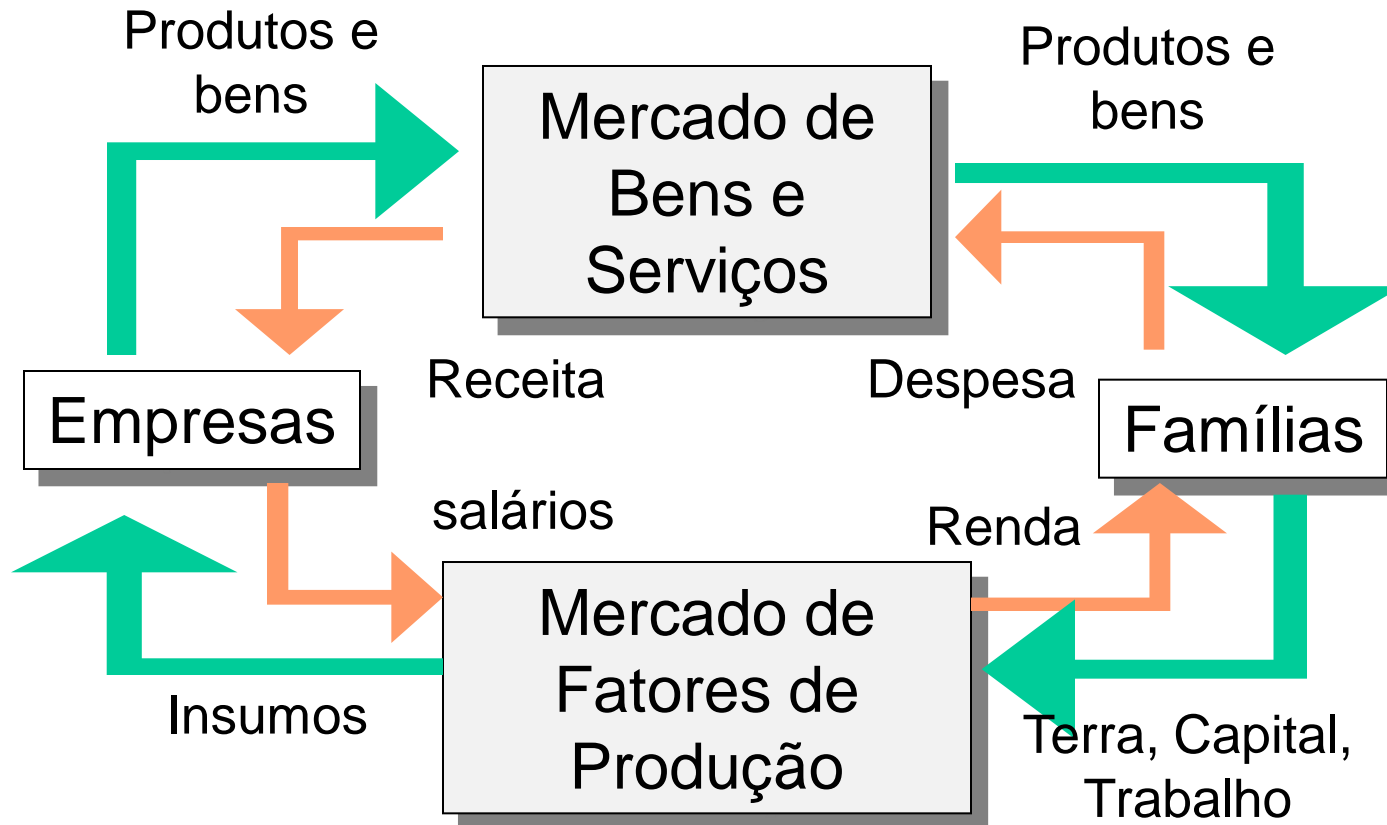 Produtos e
bens
Mercado de
Bens e
Serviços
Produtos e
bens
Receita
Despesa
Empresas
Famílias
salários
Renda
Mercado de
Fatores de
Produção
Insumos
Terra, Capital,
Trabalho